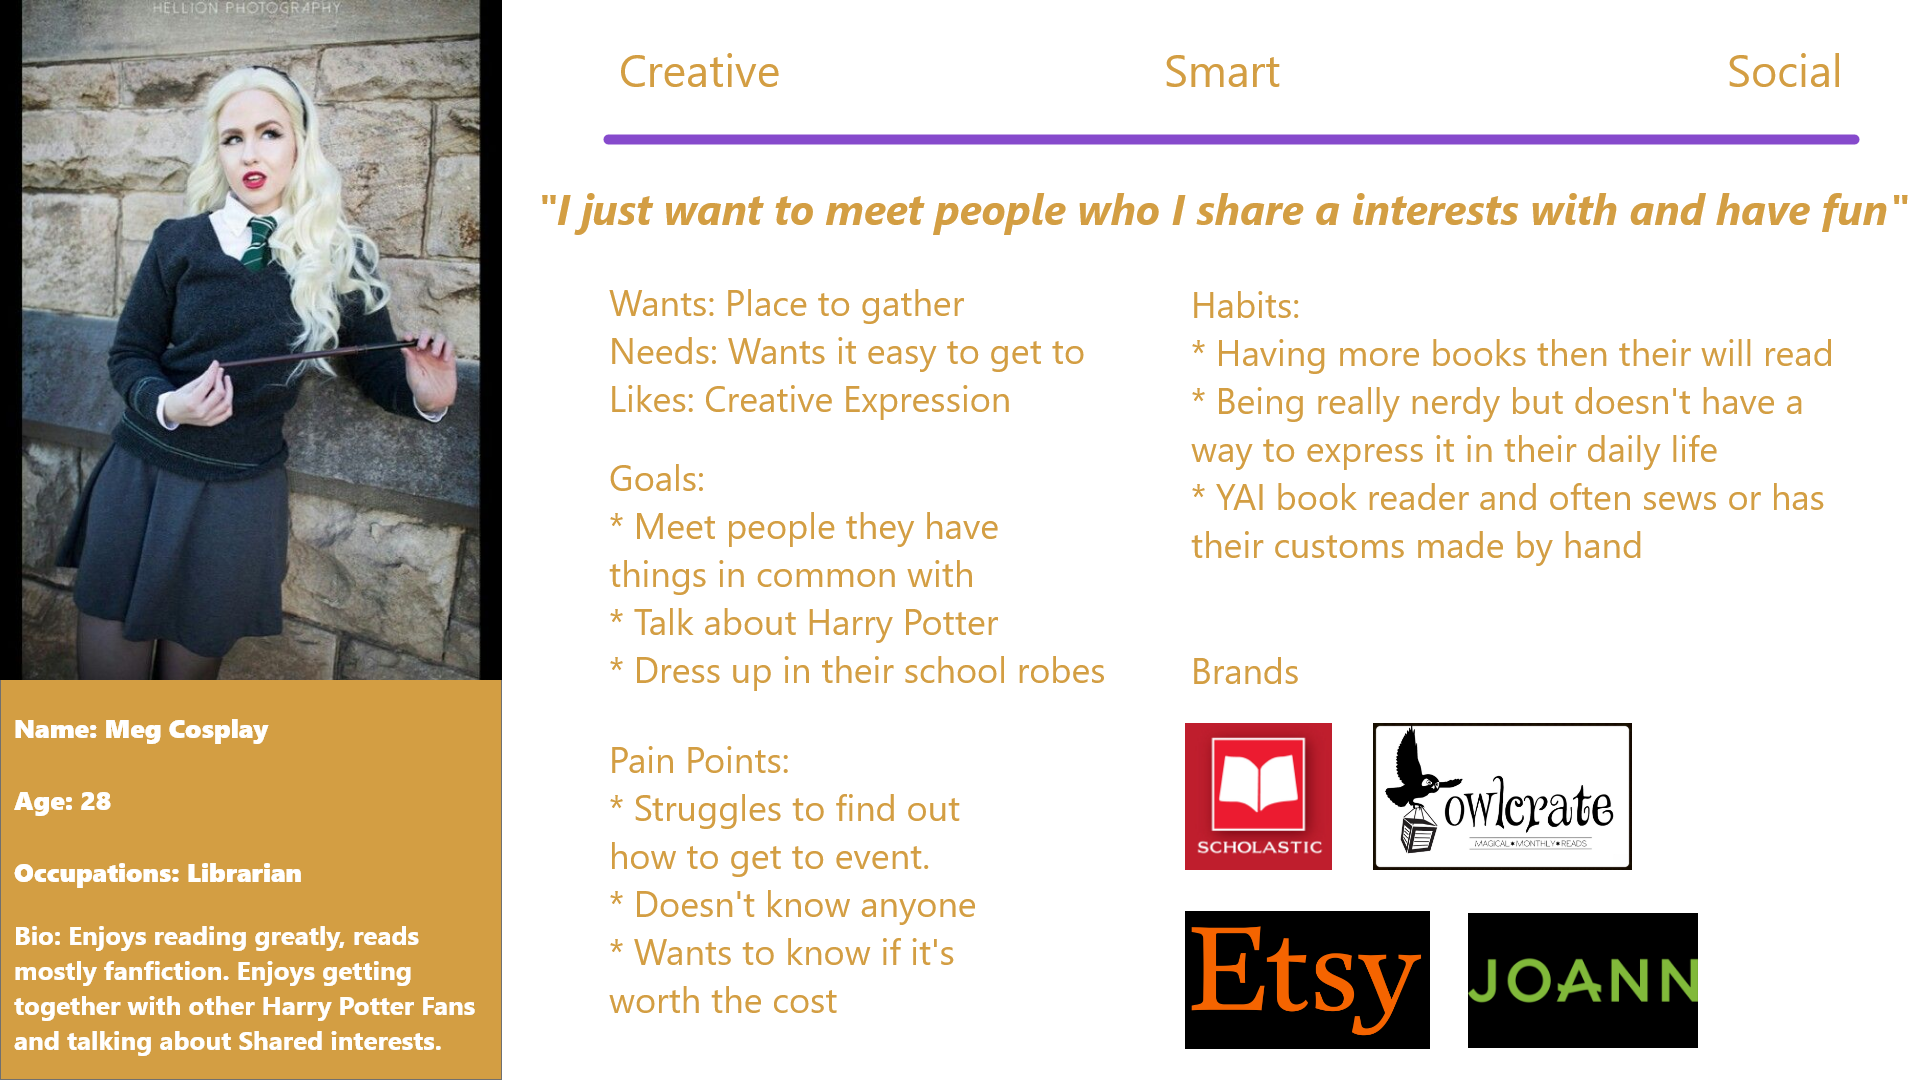 HELLION PHOTOGRAPHY
Name: Meg Cosplay
Age: 28
Occupations: Librarian
Bio: Enjoys reading greatly, reads
mostly fanfiction. Enjoys getting
together with other Harry Potter Fans
and talking about Shared interests.
Creative Smart Social
"I just want to meet people who I share a interests with and have fun"
Wants: Place to gather
Needs: Wants it easy to get to
Likes: Creative Expression
Goals:
* Meet people they have
things in common with
* Talk about Harry Potter
* Dress up in their school robes
Pain Points:
* Struggles to find out
how to get to event.
* Doesn't know anyone
* Wants to know if it's
worth the cost
Habits:
* Having more books then their will read
* Being really nerdy but doesn't have a
way to express it in their daily life
* YAI book reader and often sews or has
their customs made by hand
Brands
SCHOLASTIC
owlcrate
MAGICAL★MONTHLY★READS
Etsy
JOANN